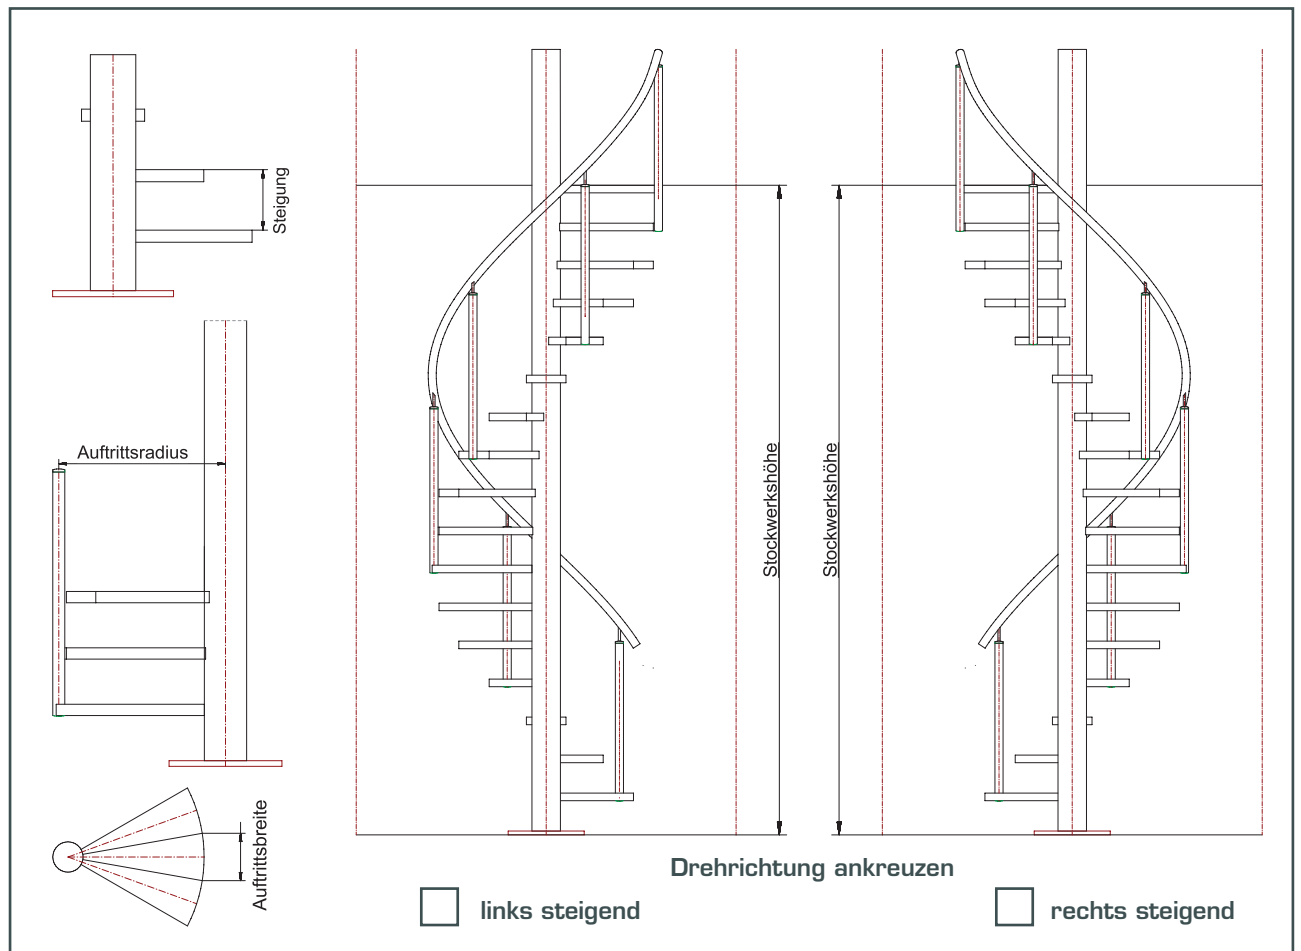 Steigung
Auftrittsradius
Auftrittsbreite
Stockwerkshöhe
Stockwerkshöhe
Drehrichtung ankreuzen
links steigend
rechts steigend